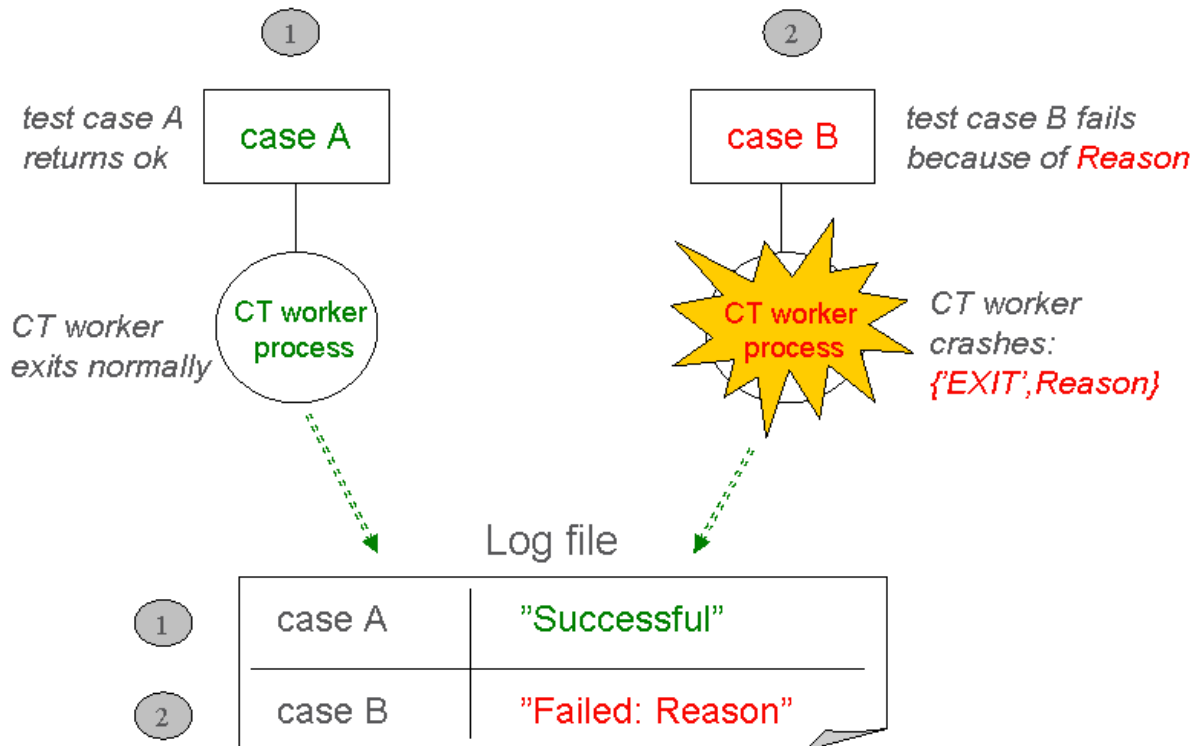 1
2
test case A
returns ok
case A
case B
test case B fails
because of Reason
CT worker
exits normally
CT worker
process
CT worker
process
CT worker
crashes:
{'EXIT',Reason}
Log file
1
case A
”Successful”
2
case B
”Failed: Reason”